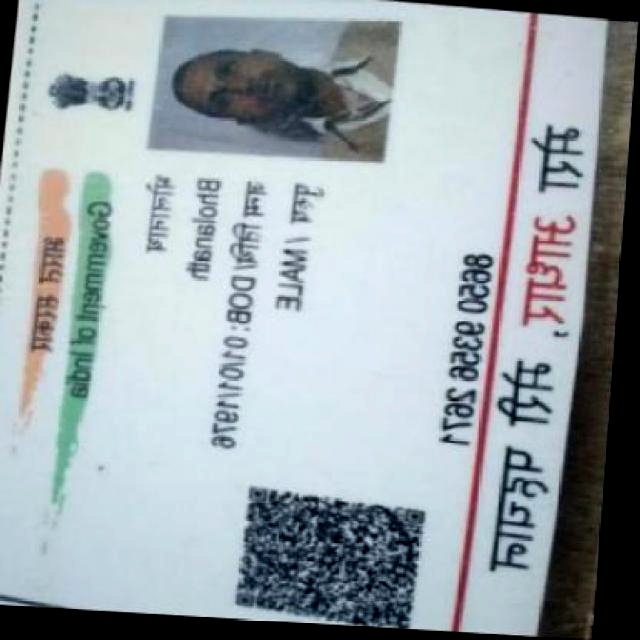 भारत सरकार
Government of India
भोलानाथ
Bholanath
जन्म तिथि / DOB: 01/01/1976
पुरुष / MALE
8650 9356 2671
मेरा आधार, मेरी पहचान